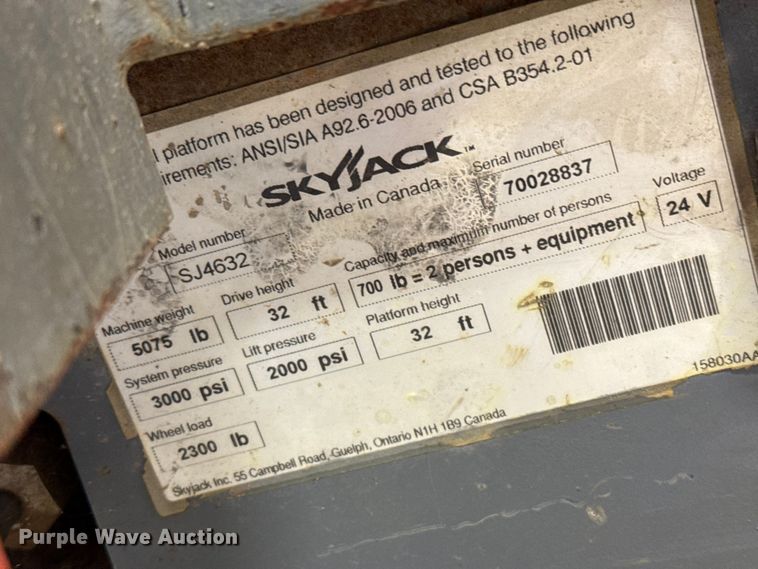 platform has been designed and tested to the following
irements: ANSI/SIA A92.6-2006 and CSA B354.2-01
SKYJACK™
Made in Canada
Serial number
70028837
Model number
SJ4632
Capacity and maximum number of persons
700 lb = 2 persons + equipment
Voltage
24 V
Machine weight
5075 lb
Drive height
32 ft
Platform height
32 ft
System pressure
3000 psi
Lift pressure
2000 psi
Wheel load
2300 lb
158030AA
Skyjack Inc. 55 Campbell Road, Guelph, Ontario N1H 1B9 Canada
Purple Wave Auction